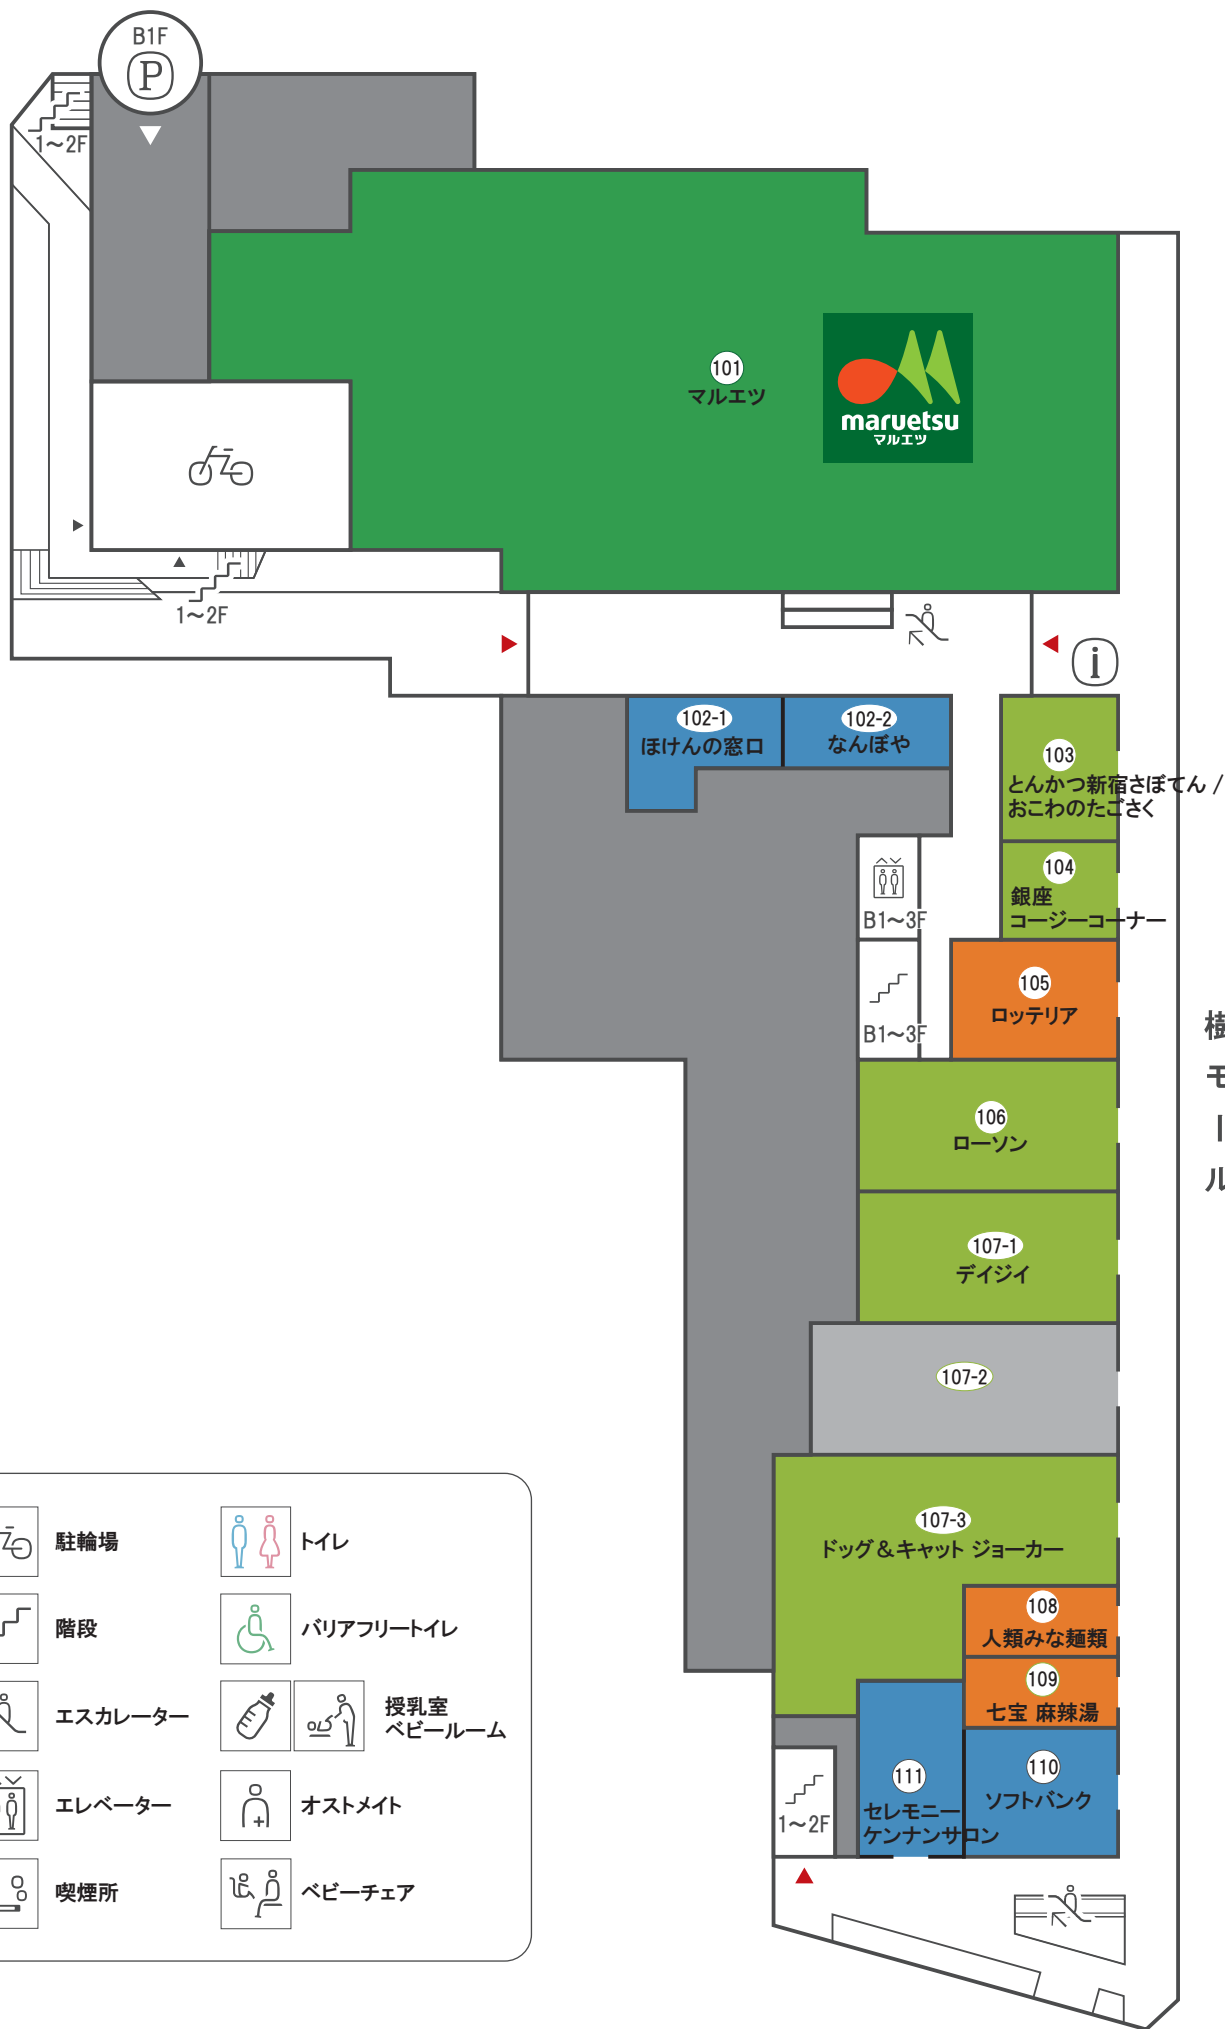 B1F
P
1～2F
101
マルエツ
maruetsu
マルエツ
1～2F
i
102-1
ほけんの窓口
102-2
なんぼや
103
とんかつ新宿さぼてん /
おこわのたごさく
104
銀座
コージーコーナー
B1～3F
105
ロッテリア
B1～3F
モール
106
ローソン
107-1
デイジイ
107-2
107-3
ドッグ＆キャット ジョーカー
108
人類みな麺類
109
七宝 麻辣湯
110
ソフトバンク
111
セレモニー
ケンナンサロン
1～2F
駐輪場
トイレ
階段
バリアフリートイレ
エスカレーター
授乳室
ベビールーム
エレベーター
オストメイト
喫煙所
ベビーチェア